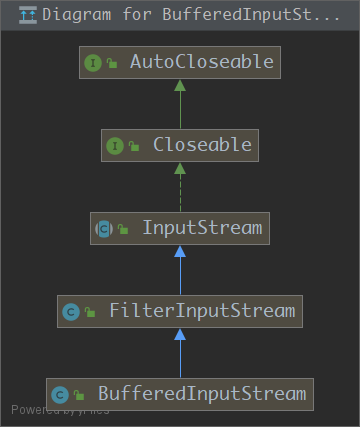 Diagram for BufferedInputSt...
I AutoCloseable
I Closeable
C InputStream
C FilterInputStream
C BufferedInputStream
Powered by yFiles